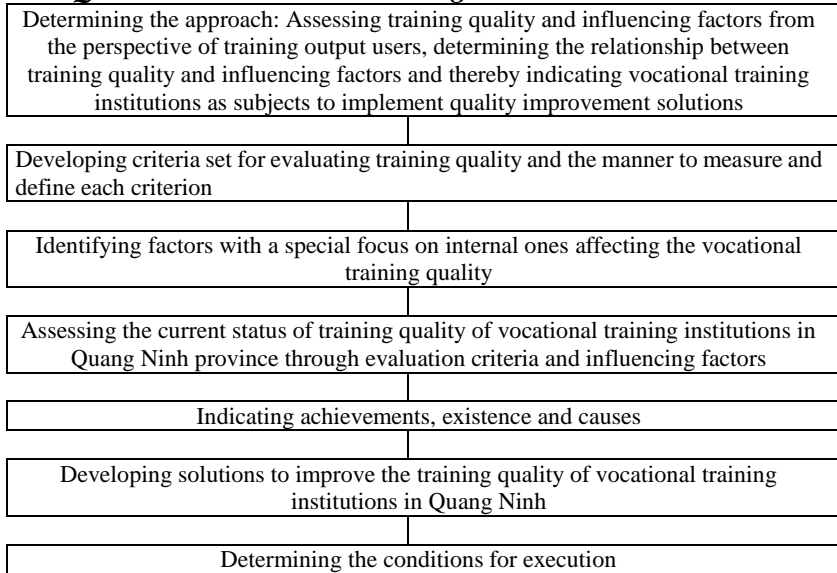 Determining the approach: Assessing training quality and influencing factors from
the perspective of training output users, determining the relationship between
training quality and influencing factors and thereby indicating vocational training
institutions as subjects to implement quality improvement solutions
Developing criteria set for evaluating training quality and the manner to measure and
define each criterion
Identifying factors with a special focus on internal ones affecting the vocational
training quality
Assessing the current status of training quality of vocational training institutions in
Quang Ninh province through evaluation criteria and influencing factors
Indicating achievements, existence and causes
Developing solutions to improve the training quality of vocational training
institutions in Quang Ninh
Determining the conditions for execution